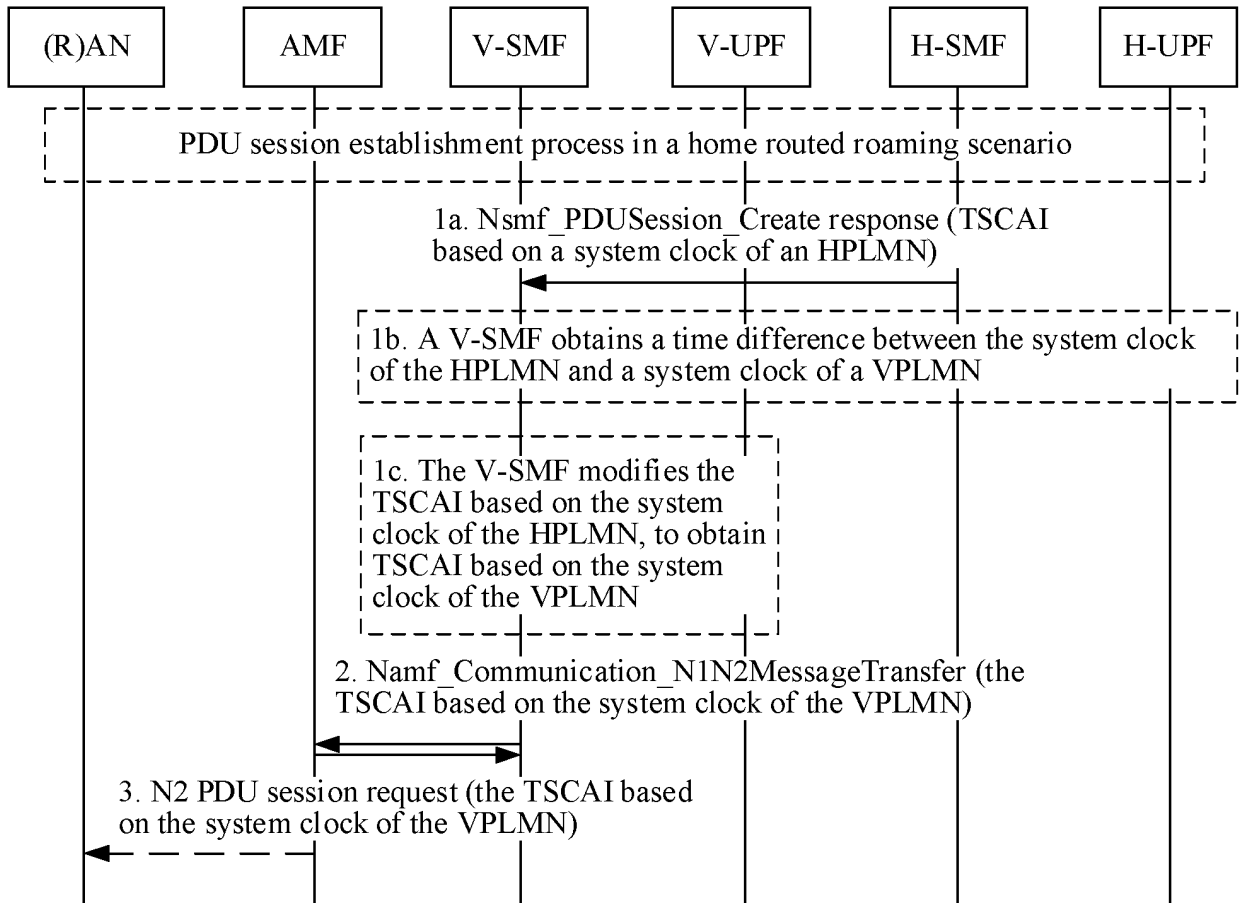 (R)AN
AMF
V-SMF
V-UPF
H-SMF
H-UPF
PDU session establishment process in a home routed roaming scenario
1a. Nsmf_PDUSession_Create response (TSCAI
based on a system clock of an HPLMN)
1b. A V-SMF obtains a time difference between the system clock
of the HPLMN and a system clock of a VPLMN
1c. The V-SMF modifies the
TSCAI based on the system
clock of the HPLMN, to obtain
TSCAI based on the system
clock of the VPLMN
2. Namf_Communication_N1N2MessageTransfer (the
TSCAI based on the system clock of the VPLMN)
3. N2 PDU session request (the TSCAI based
on the system clock of the VPLMN)